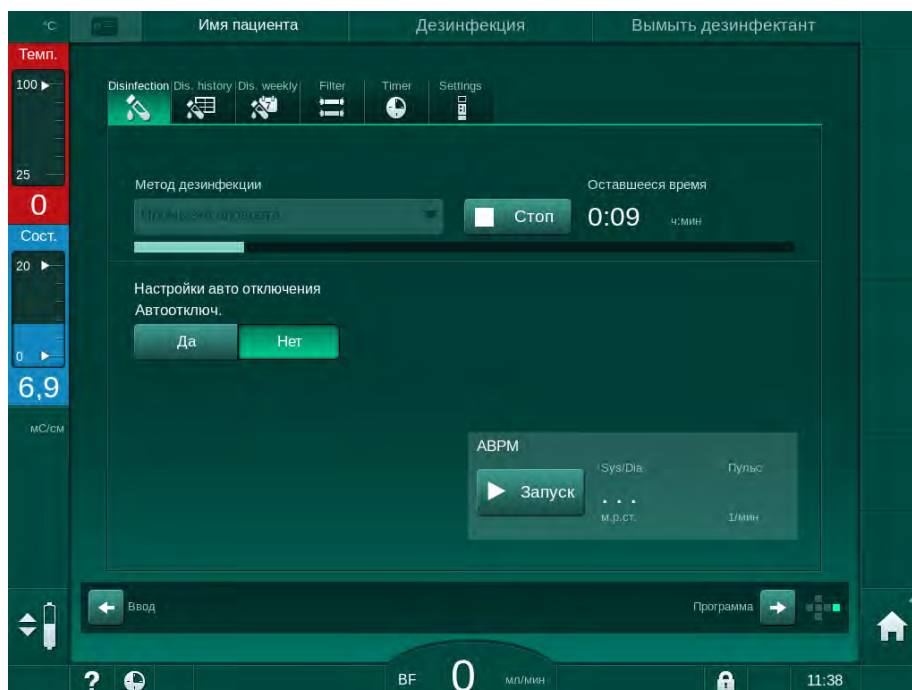 °C
Имя пациента
Дезинфекция
Вымыть дезинфектант
Темп.
100
25
0
Сост.
20
0
6,9
мС/см
Disinfection
Dis. history
Dis. weekly
Filter
Timer
Settings
7
Метод дезинфекции
Оставшееся время
Стоп
0:09
ч:мин
Настройки авто отключения
Автоотключ.
Да
Нет
ABPM
Sys/Dia
Пульс
Запуск
. . .
м.р.ст.
1/мин
Ввод
Программа
?
BF
0
мл/мин
11:38